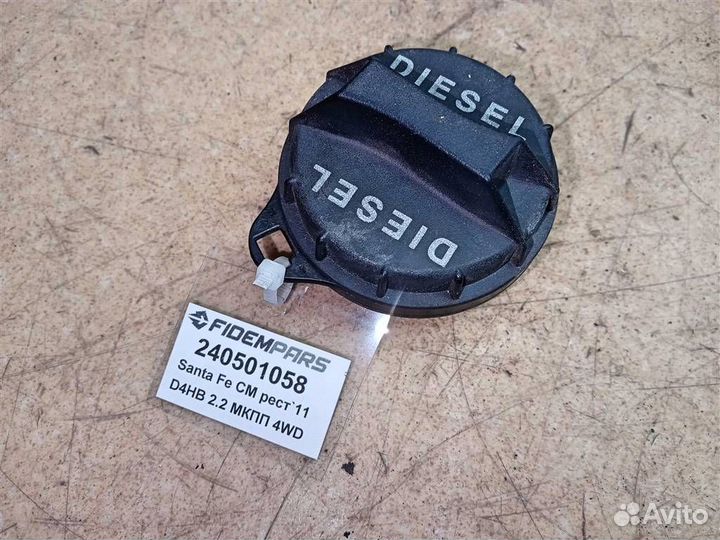 DIESEL
DIESEL
FIDEMPARS
240501058
Santa Fe CM рест`11
D4HB 2.2 МКПП 4WD
Avito